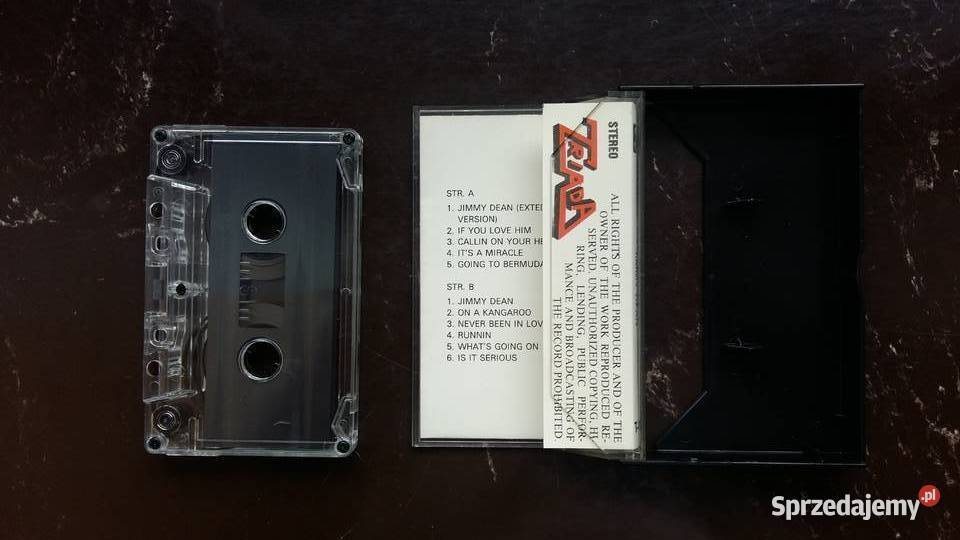 STR. A
1. JIMMY DEAN (EXTE
VERSION)
2. IF YOU LOVE HIM
3. CALLIN ON YOUR HE
4. IT'S A MIRACLE
5. GOING TO BERMUDA
STR. B
1. JIMMY DEAN
2. ON A KANGAROO
3. NEVER BEEN IN LOV
4. RUNNIN
5. WHAT'S GOING ON
6. IS IT SERIOUS
STEREO
TRIADA
ALL RIGHTS OF THE PRODUCER AND OF THE
OWNER OF THE WORK REPRODUCED RE-
SERVED. UNAUTHORIZED COPYING, HI-
RING, LENDING, PUBLIC PERFOR-
MANCE AND BROADCASTING OF
THE RECORD PROHIBITED.
Sprzedajemy.pl